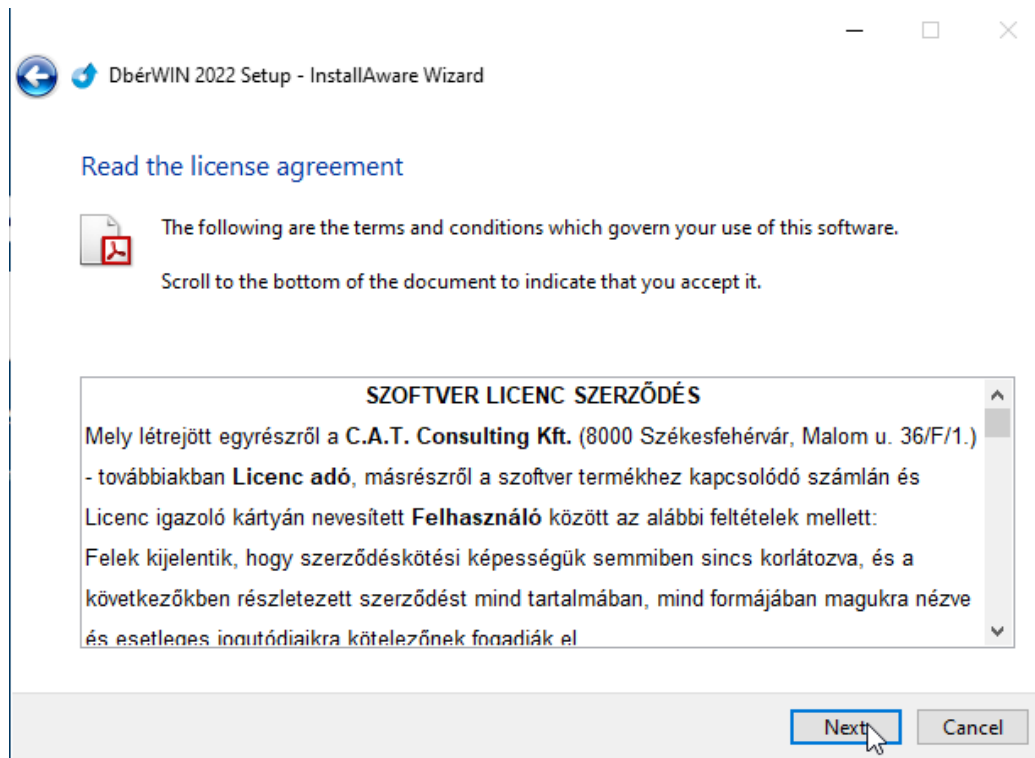 DbérWIN 2022 Setup - InstallAware Wizard
Read the license agreement
The following are the terms and conditions which govern your use of this software.
Scroll to the bottom of the document to indicate that you accept it.
SZOFTVER LICENC SZERZŐDÉS
Mely létrejött egyrészről a C.A.T. Consulting Kft. (8000 Székesfehérvár, Malom u. 36/F/1.)
- továbbiakban Licenc adó, másrészről a szoftver termékhez kapcsolódó számlán és
Licenc igazoló kártyán nevesített Felhasználó között az alábbi feltételek mellett:
Felek kijelentik, hogy szerződéskötési képességük semmiben sincs korlátozva, és a
következőkben részletezett szerződést mind tartalmában, mind formájában magukra nézve
és esetleges jogutódjaikra kötelezőnek fogadják el
Next
Cancel